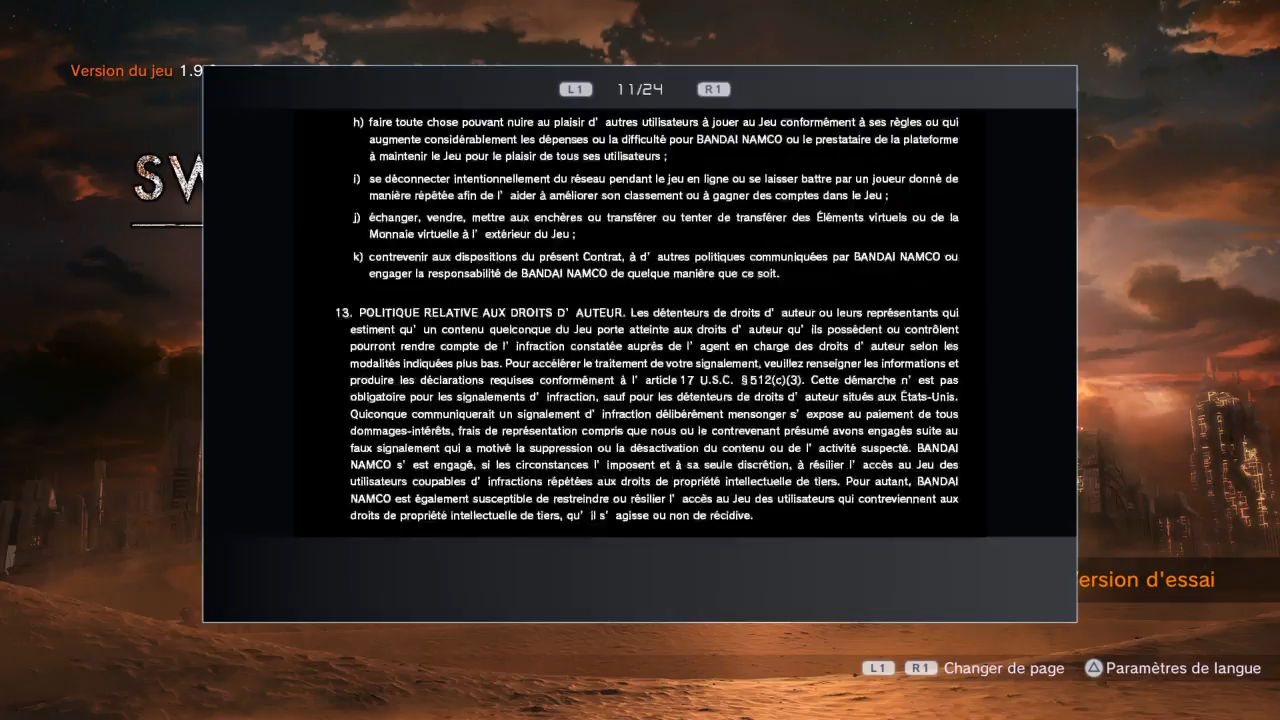 Version du jeu 1.9
L1 11/24 R1
h) faire toute chose pouvant nuire au plaisir d' autres utilisateurs à jouer au Jeu conformément à ses règles ou qui
augmente considérablement les dépenses ou la difficulté pour BANDAI NAMCO ou le prestataire de la plateforme
à maintenir le Jeu pour le plaisir de tous ses utilisateurs ;
i) se déconnecter intentionnellement du réseau pendant le jeu en ligne ou se laisser battre par un joueur donné de
manière répétée afin de l' aider à améliorer son classement ou à gagner des comptes dans le Jeu ;
j) échanger, vendre, mettre aux enchères ou transférer ou tenter de transférer des Éléments virtuels ou de la
Monnaie virtuelle à l' extérieur du Jeu ;
k) contrevenir aux dispositions du présent Contrat, à d' autres politiques communiquées par BANDAI NAMCO ou
engager la responsabilité de BANDAI NAMCO de quelque manière que ce soit.
SW
13. POLITIQUE RELATIVE AUX DROITS D' AUTEUR. Les détenteurs de droits d' auteur ou leurs représentants qui
estiment qu' un contenu quelconque du Jeu porte atteinte aux droits d' auteur qu' ils possèdent ou contrôlent
pourront rendre compte de l' infraction constatée auprès de l' agent en charge des droits d' auteur selon les
modalités indiquées plus bas. Pour accélérer le traitement de votre signalement, veuillez renseigner les informations et
produire les déclarations requises conformément à l' article 17 U.S.C. §512(c)(3). Cette démarche n' est pas
obligatoire pour les signalements d' infraction, sauf pour les détenteurs de droits d' auteur situés aux États-Unis.
Quiconque communiquerait un signalement d' infraction délibérément mensonger s' expose au paiement de tous
dommages-intérêts, frais de représentation compris que nous ou le contrevenant présumé avons engagés suite au
faux signalement qui a motivé la suppression ou la désactivation du contenu ou de l' activité suspecté. BANDAI
NAMCO s' est engagé, si les circonstances l' imposent et à sa seule discrétion, à résilier l' accès au Jeu des
utilisateurs coupables d' infractions répétées aux droits de propriété intellectuelle de tiers. Pour autant, BANDAI
NAMCO est également susceptible de restreindre ou résilier l' accès au Jeu des utilisateurs qui contreviennent aux
droits de propriété intellectuelle de tiers, qu' il s' agisse ou non de récidive.
ersion d'essai
L1 R1 Changer de page △ Paramètres de langue